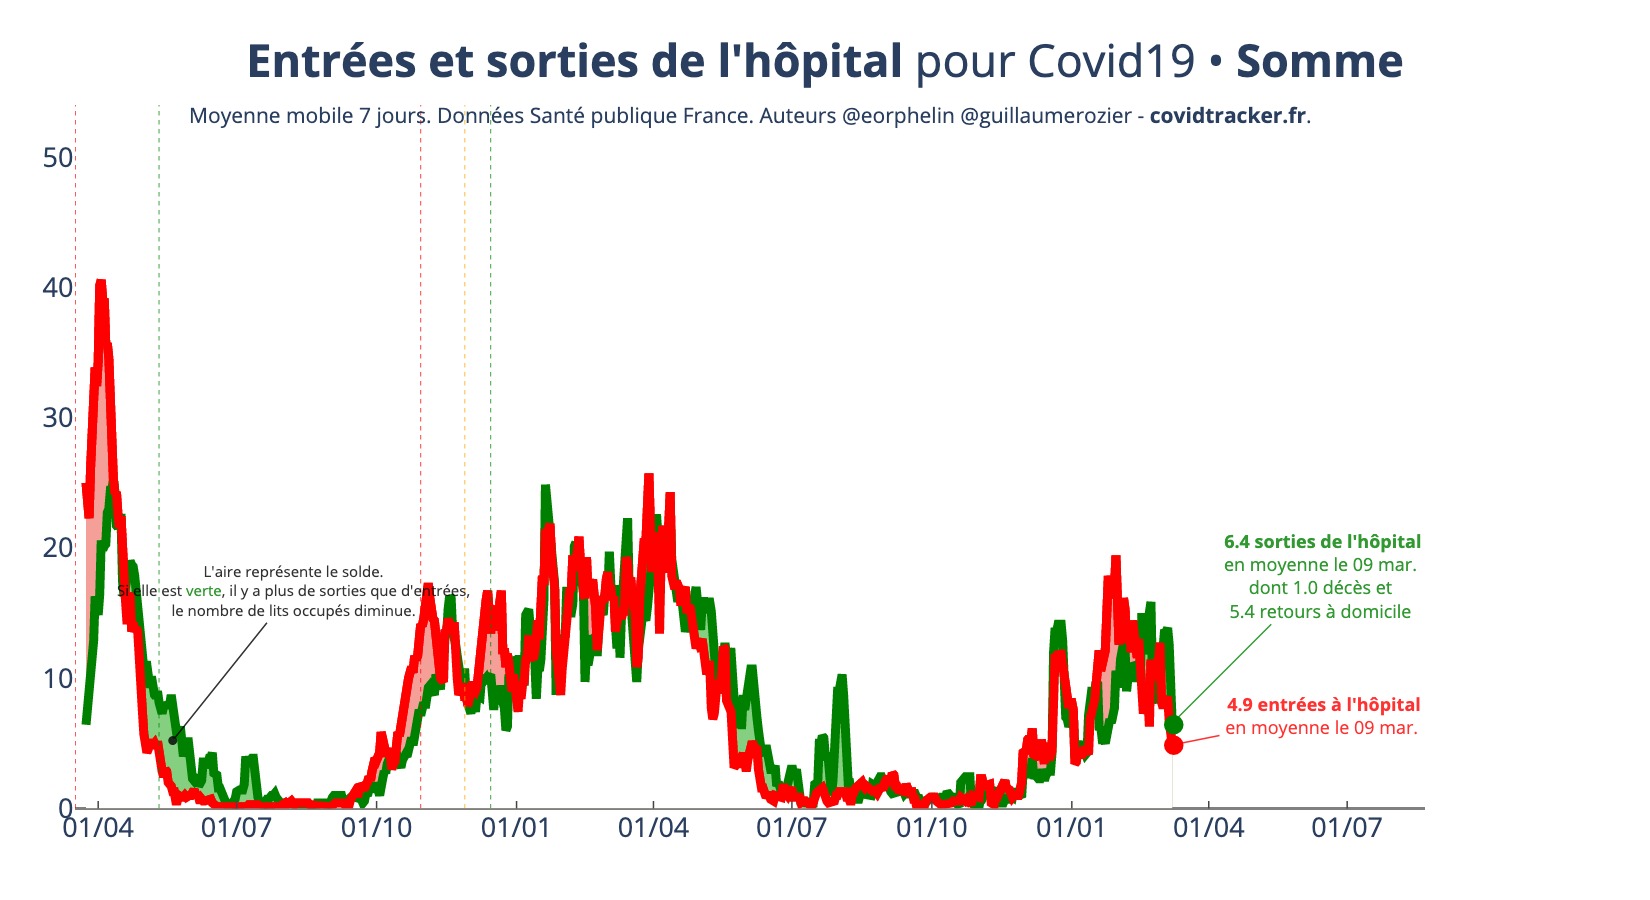 Entrées et sorties de l'hôpital pour Covid19 • Somme
Moyenne mobile 7 jours. Données Santé publique France. Auteurs @eorphelin @guillaumerozier - covidtracker.fr.
50
40
30
20
10
0
L'aire représente le solde.
Si elle est verte, il y a plus de sorties que d'entrées,
le nombre de lits occupés diminue.
6.4 sorties de l'hôpital
en moyenne le 09 mar.
dont 1.0 décès et
5.4 retours à domicile
4.9 entrées à l'hôpital
en moyenne le 09 mar.
01/04 01/07 01/10 01/01 01/04 01/07 01/10 01/01 01/04 01/07